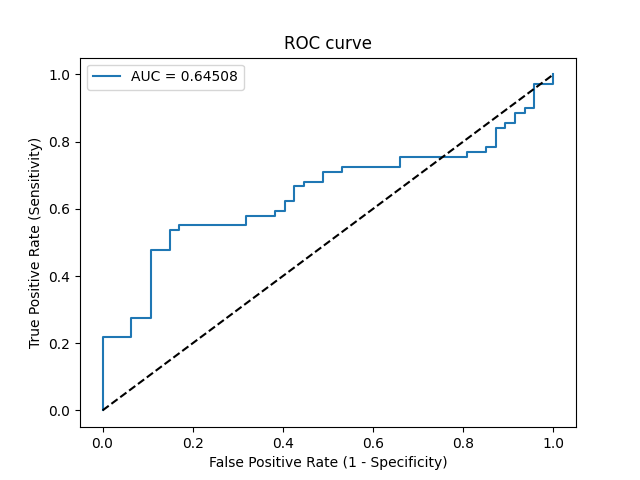 ROC curve
AUC = 0.64508
True Positive Rate (Sensitivity)
1.0
0.8
0.6
0.4
0.2
0.0
0.0 0.2 0.4 0.6 0.8 1.0
False Positive Rate (1 - Specificity)